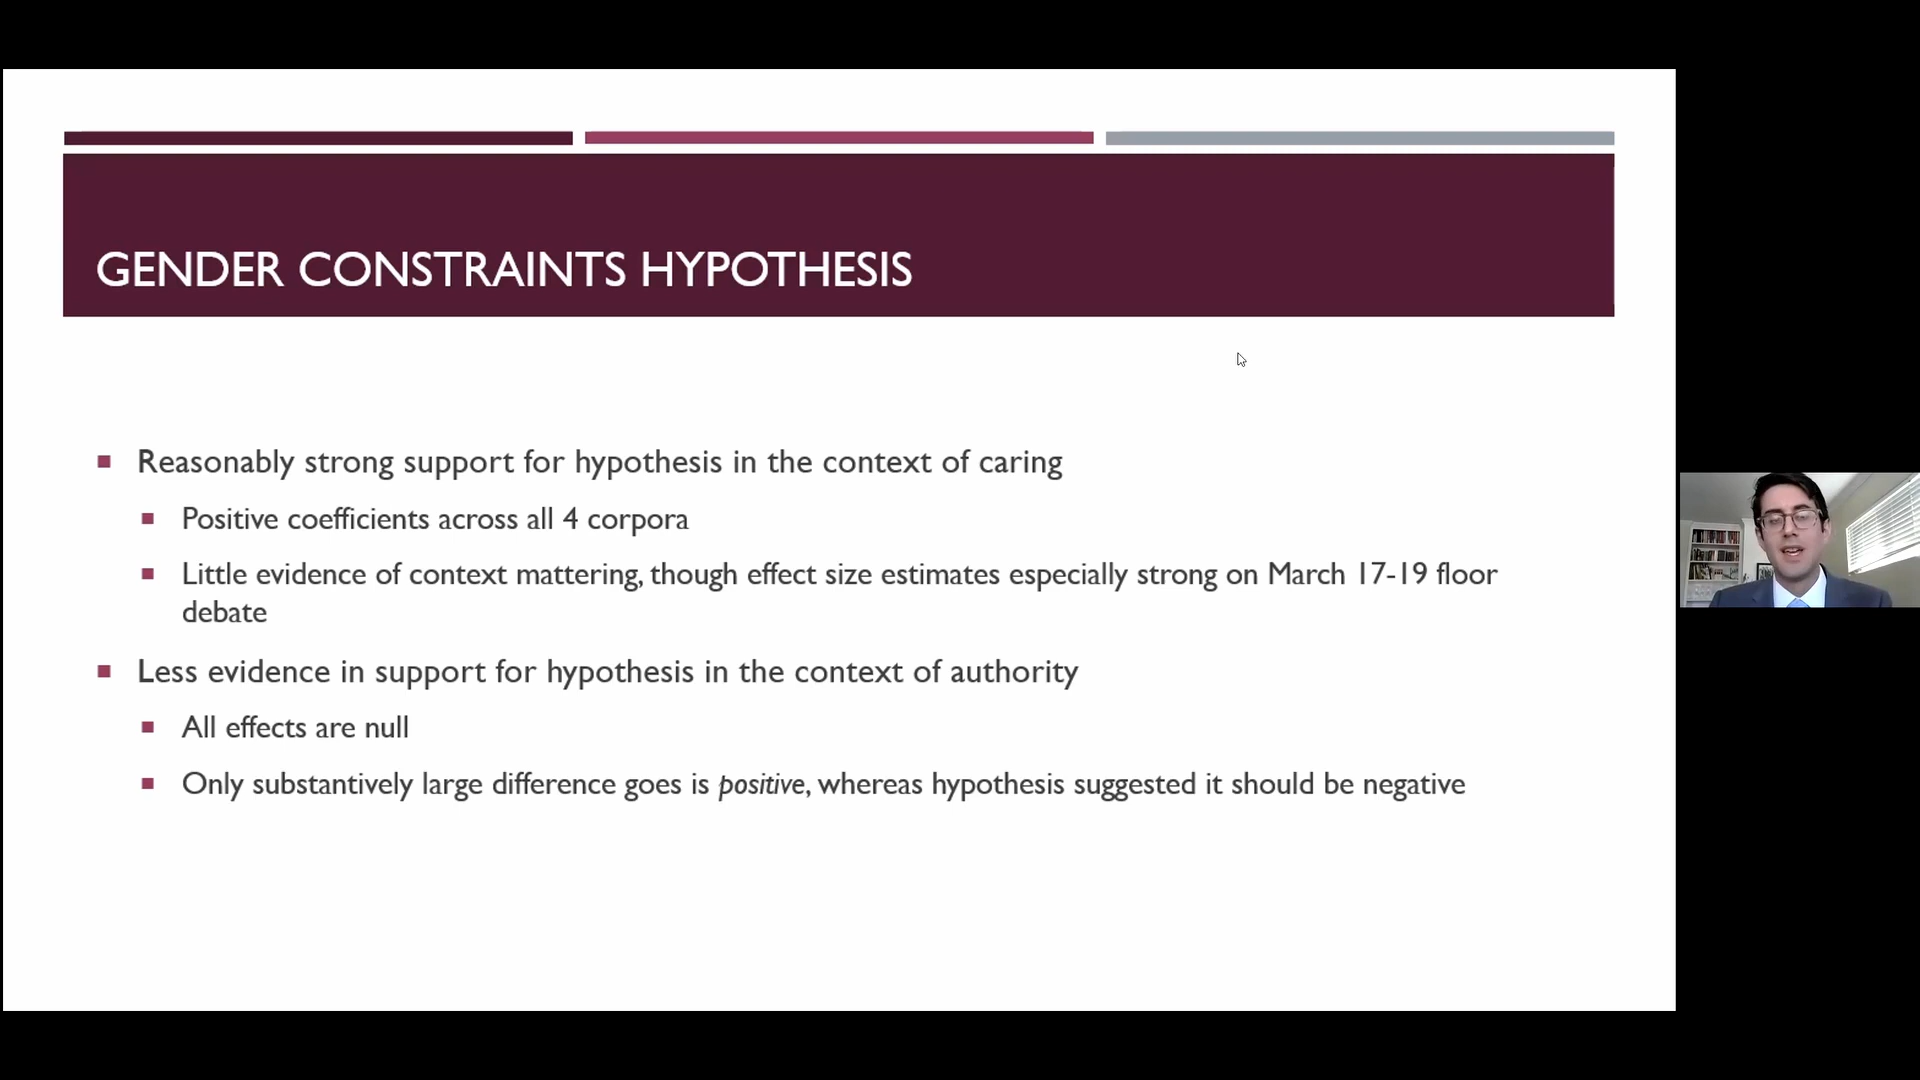 GENDER CONSTRAINTS HYPOTHESIS
Reasonably strong support for hypothesis in the context of caring
Positive coefficients across all 4 corpora
Little evidence of context mattering, though effect size estimates especially strong on March 17-19 floor
debate
Less evidence in support for hypothesis in the context of authority
All effects are null
Only substantively large difference goes is positive, whereas hypothesis suggested it should be negative